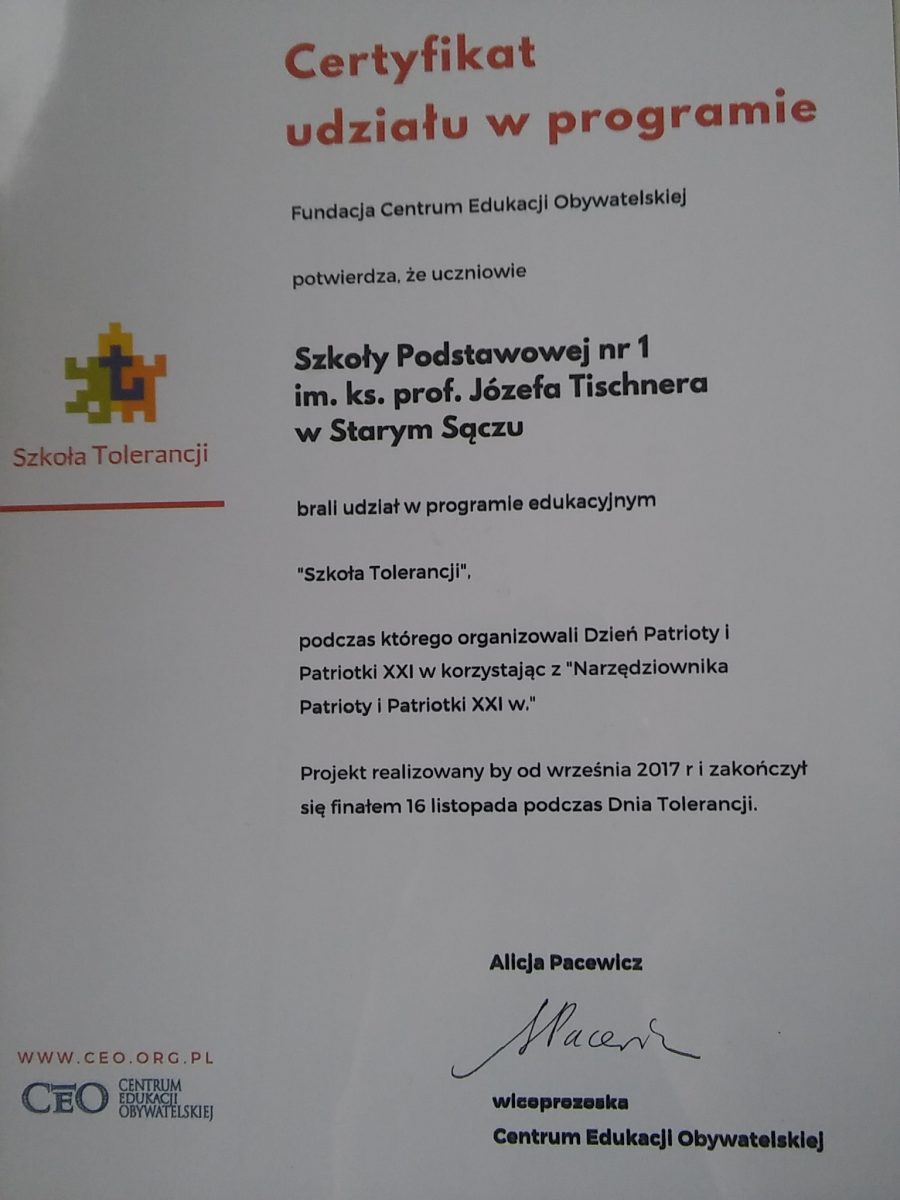 Certyfikat
udziału w programie
Fundacja Centrum Edukacji Obywatelskiej
potwierdza, że uczniowie
Szkoły Podstawowej nr 1
im. ks. prof. Józefa Tischnera
w Starym Sączu
Szkoła Tolerancji
brali udział w programie edukacyjnym
"Szkoła Tolerancji",
podczas którego organizowali Dzień Patrioty i
Patriotki XXI w korzystając z "Narzędziownika
Patrioty i Patriotki XXI w."
Projekt realizowany by od września 2017 r i zakończył
się finałem 16 listopada podczas Dnia Tolerancji.
Alicja Pacewicz
APacewicz
wiceprezeska
Centrum Edukacji Obywatelskiej
WWW.CEO.ORG.PL
CEO CENTRUM
EDUKACJI
OBYWATELSKIEJ